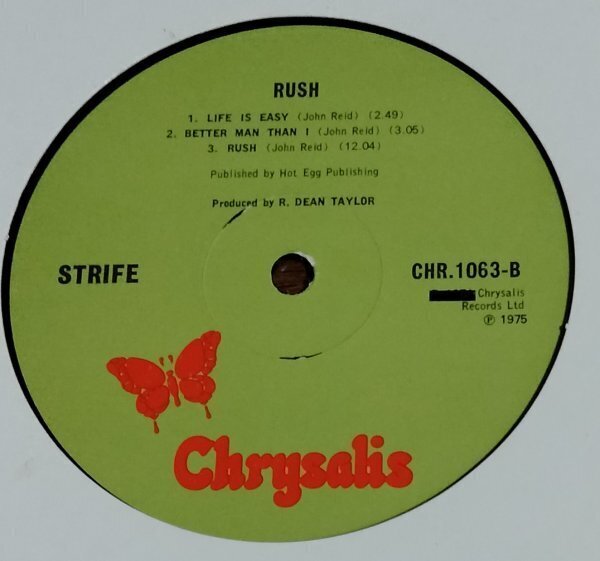 RUSH
1. LIFE IS EASY (John Reid) (2.49)
2. BETTER MAN THAN I (John Reid) (3.05)
3. RUSH (John Reid) (12.04)
Published by Hot Egg Publishing
Produced by R. DEAN TAYLOR
STRIFE
CHR.1063-B
Chrysalis
Records Ltd
℗ 1975
Chrysalis